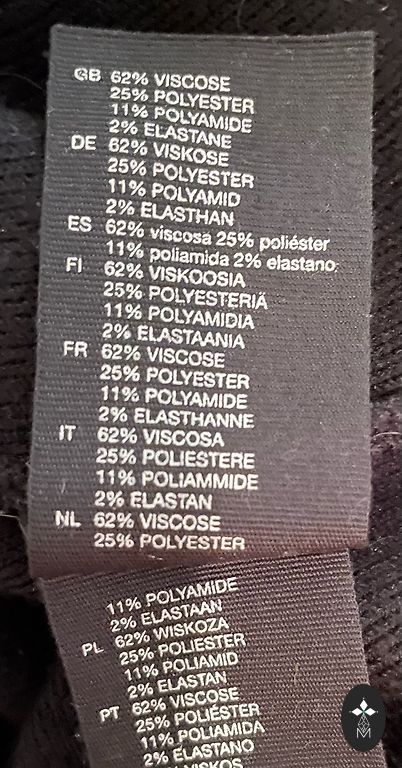 GB 62% VISCOSE
25% POLYESTER
11% POLYAMIDE
2% ELASTANE
DE 62% VISKOSE
25% POLYESTER
11% POLYAMID
2% ELASTHAN
ES 62% viscosa 25% poliéster
11% poliamida 2% elastano
FI 62% VISKOOSIA
25% POLYESTERIÄ
11% POLYAMIDIA
2% ELASTAANIA
FR 62% VISCOSE
25% POLYESTER
11% POLYAMIDE
2% ELASTHANNE
IT 62% VISCOSA
25% POLIESTERE
11% POLIAMMIDE
2% ELASTAN
NL 62% VISCOSE
25% POLYESTER
11% POLYAMIDE
2% ELASTAAN
PL 62% WISKOZA
25% POLIESTER
11% POLIAMID
2% ELASTAN
PT 62% VISCOSE
25% POLIÉSTER
11% POLIAMIDA
2% ELASTANO